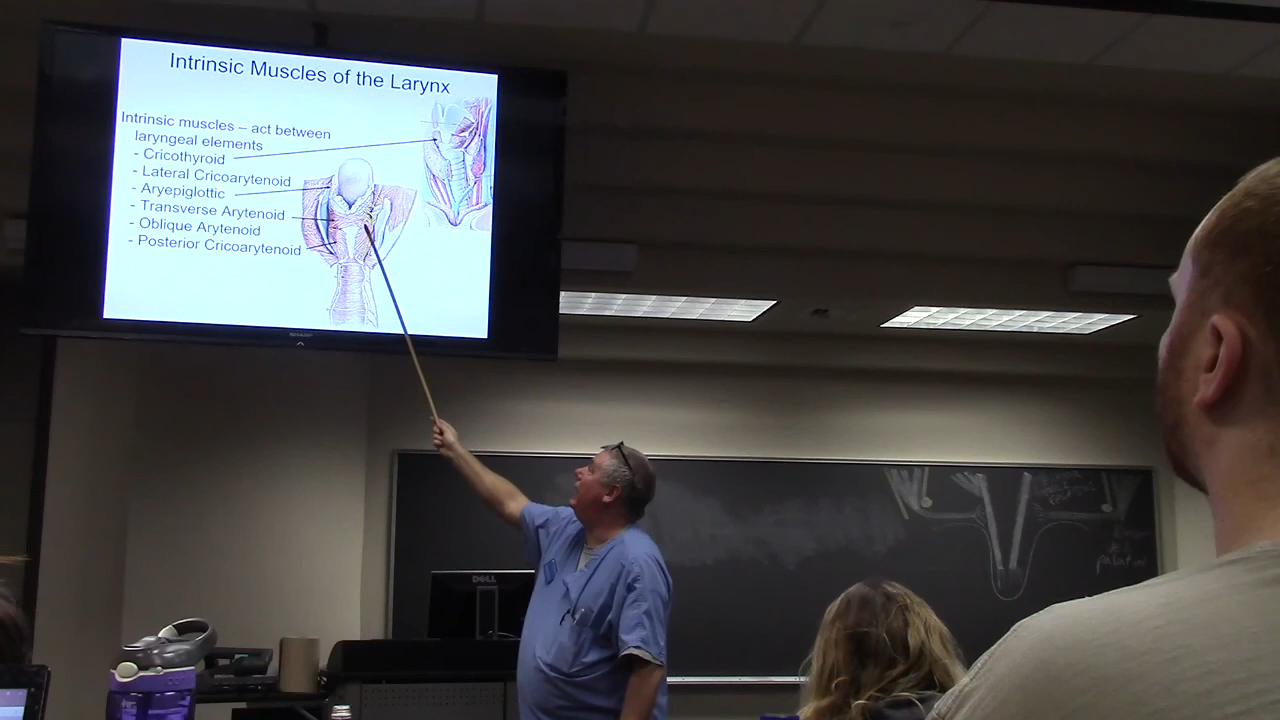 Intrinsic Muscles of the Larynx
Intrinsic muscles – act between
laryngeal elements
- Cricothyroid
- Lateral Cricoarytenoid
- Aryepiglottic
- Transverse Arytenoid
- Oblique Arytenoid
- Posterior Cricoarytenoid
SHARP
DELL